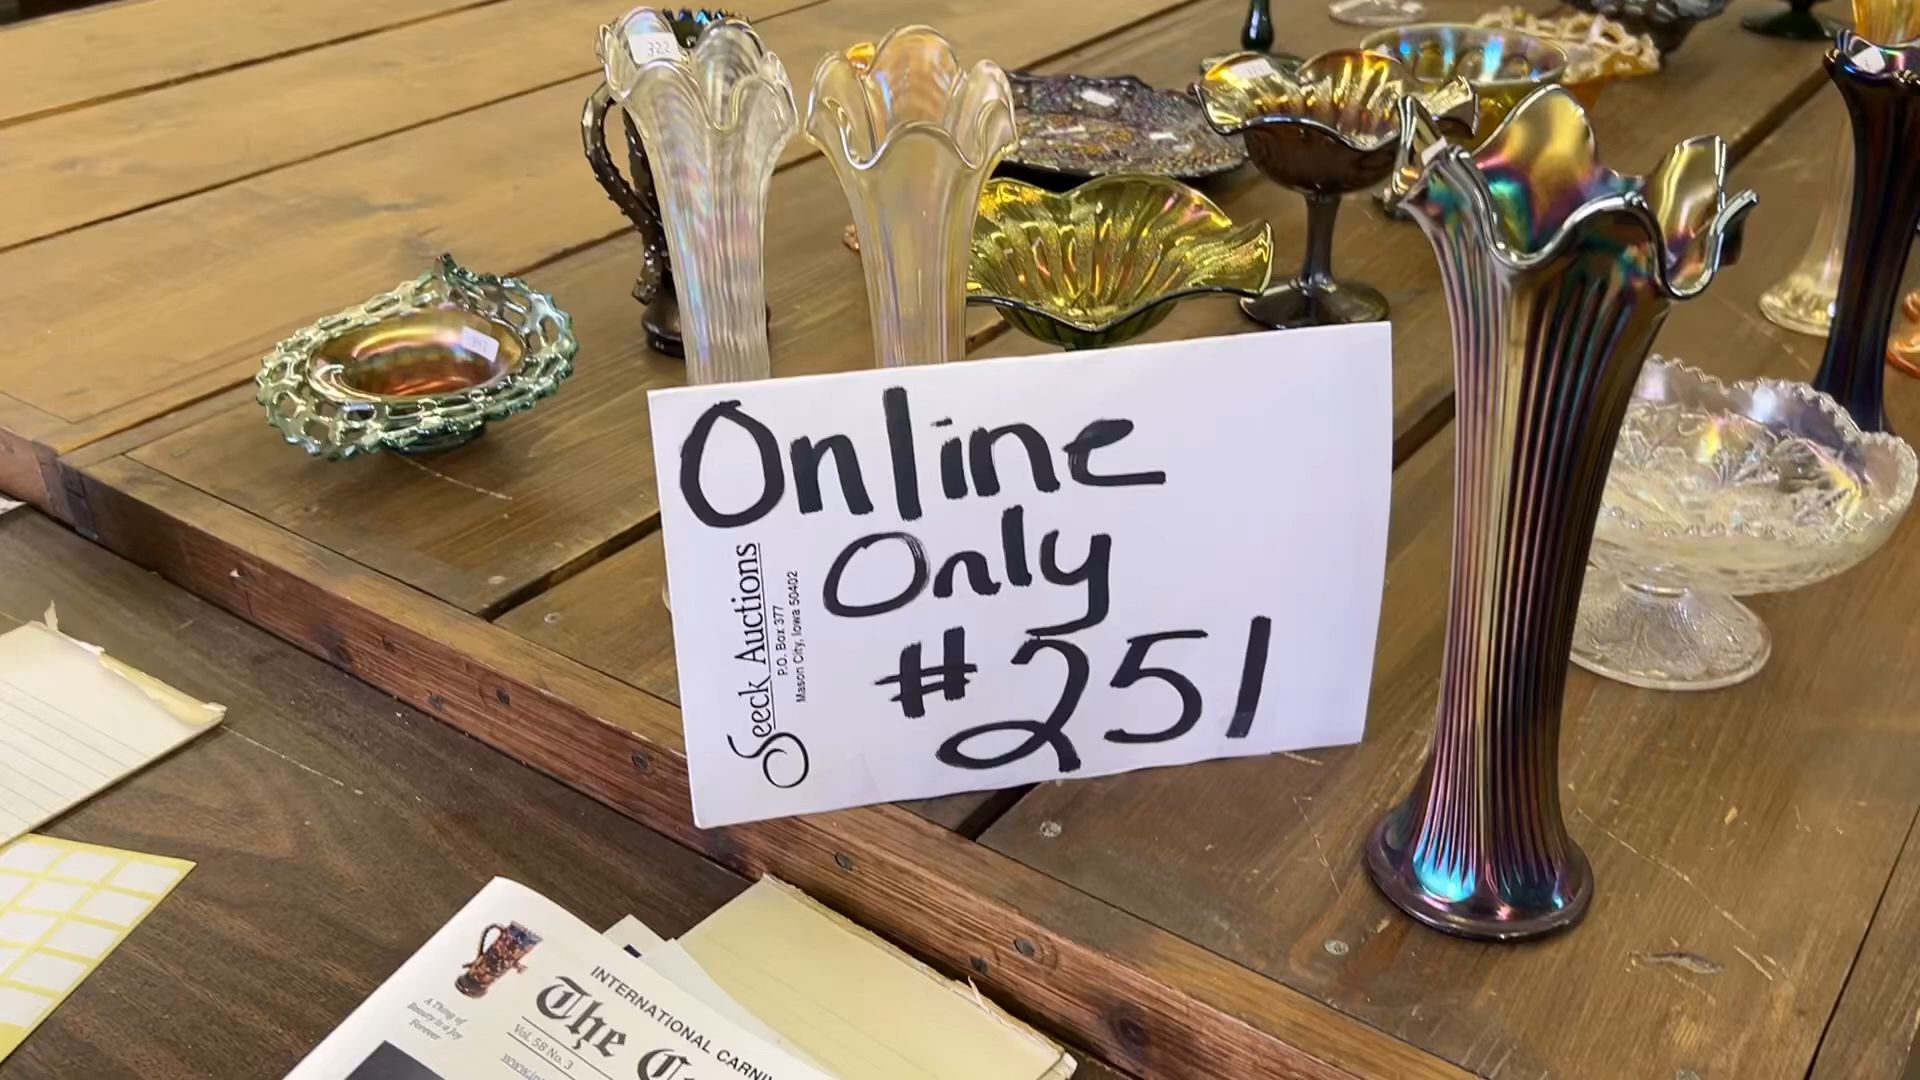 322
Online
Only
#251
Seeck Auctions
P.O. Box 377
Mason City, Iowa 50402
INTERNATIONAL CARNI
The C
Vol. 58 No. 3
A Thing of
Beauty is a Joy
Forever